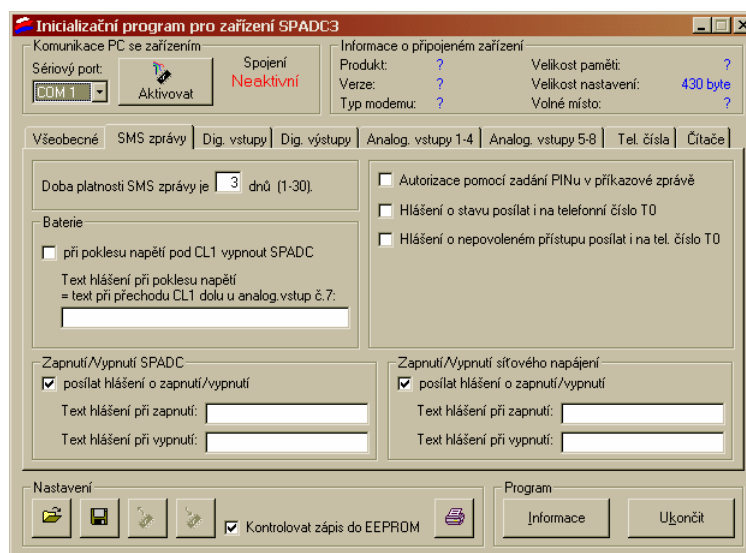 Inicializační program pro zařízení SPADC3
Komunikace PC se zařízením
Sériový port:
COM 1
Aktivovat
Spojení
Neaktivní
Informace o připojeném zařízení
Produkt: ?
Verze: ?
Typ modemu: ?
Velikost paměti: ?
Velikost nastavení: 430 byte
Volné místo: ?
Všeobecné SMS zprávy Dig. vstupy Dig. výstupy Analog. vstupy 1-4 Analog. vstupy 5-8 Tel. čísla Čítače
Doba platnosti SMS zprávy je 3 dnů (1-30).
Baterie
při poklesu napětí pod CL1 vypnout SPADC
Text hlášení při poklesu napětí
= text při přechodu CL1 dolu u analog.vstup č.7:
Autorizace pomocí zadání PINu v příkazové zprávě
Hlášení o stavu posílat i na telefonní číslo T0
Hlášení o nepovoleném přístupu posílat i na tel. číslo T0
Zapnutí/Vypnutí SPADC
posílat hlášení o zapnutí/vypnutí
Text hlášení při zapnutí:
Text hlášení při vypnutí:
Zapnutí/Vypnutí síťového napájení
posílat hlášení o zapnutí/vypnutí
Text hlášení při zapnutí:
Text hlášení při vypnutí:
Nastavení
Kontrolovat zápis do EEPROM
Program
Informace
Ukončit